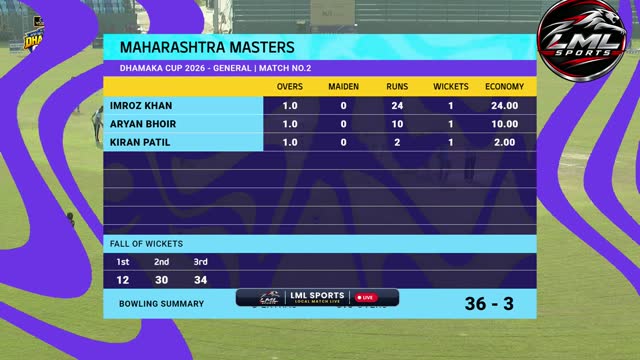 LML
SPORTS
MAHARASHTRA MASTERS
DHAMAKA CUP 2026 - GENERAL | MATCH NO.2
OVERS MAIDEN RUNS WICKETS ECONOMY
IMROZ KHAN 1.0 0 24 1 24.00
ARYAN BHOIR 1.0 0 10 1 10.00
KIRAN PATIL 1.0 0 2 1 2.00
FALL OF WICKETS
1st 2nd 3rd
12 30 34
BOWLING SUMMARY 36 - 3
LML SPORTS LIVE
LOCAL MATCH LIVE